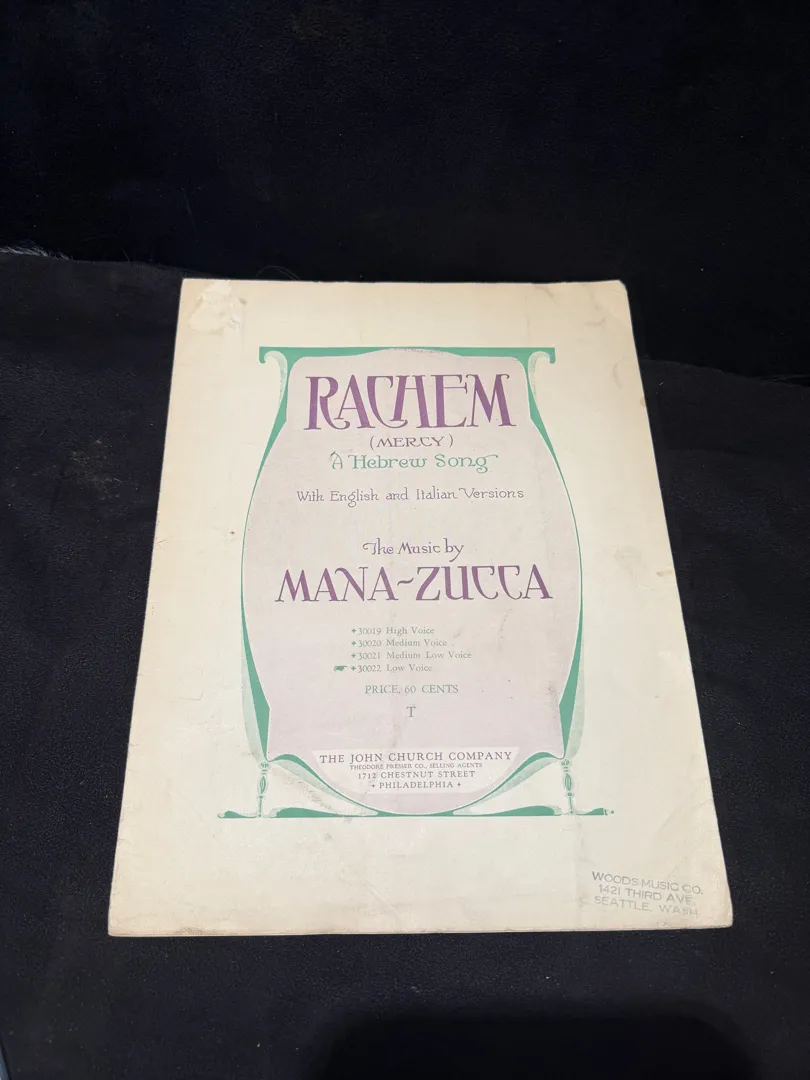 RACHEM
(MERCY)
A Hebrew Song
With English and Italian Versions
The Music by
MANA-ZUCCA
+30019 High Voice
+30020 Medium Voice
+30021 Medium Low Voice
+30022 Low Voice
PRICE, 60 CENTS
T
THE JOHN CHURCH COMPANY
THEODORE PRESSER CO., SELLING AGENTS
1712 CHESTNUT STREET
+ PHILADELPHIA +
WOODS MUSIC CO.
1421 THIRD AVE.
SEATTLE, WASH.